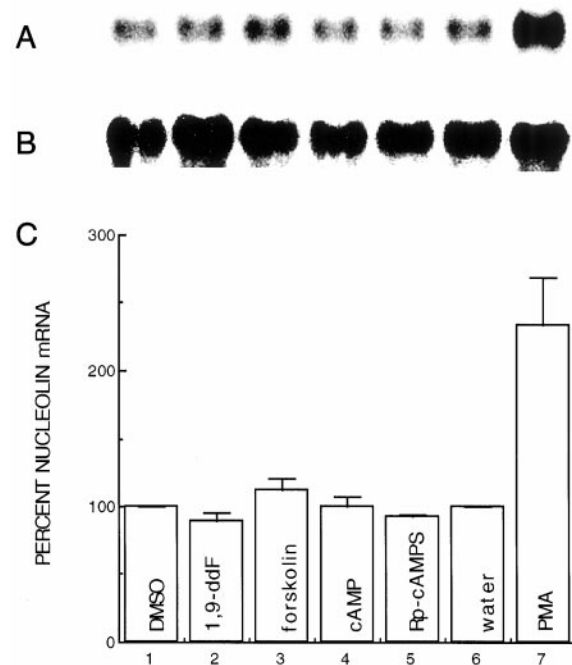 A
B
C
PERCENT NUCLEOLIN mRNA
300
200
100
0
DMSO
1,9-ddF
forskolin
cAMP
Rp-cAMPS
water
PMA
1 2 3 4 5 6 7